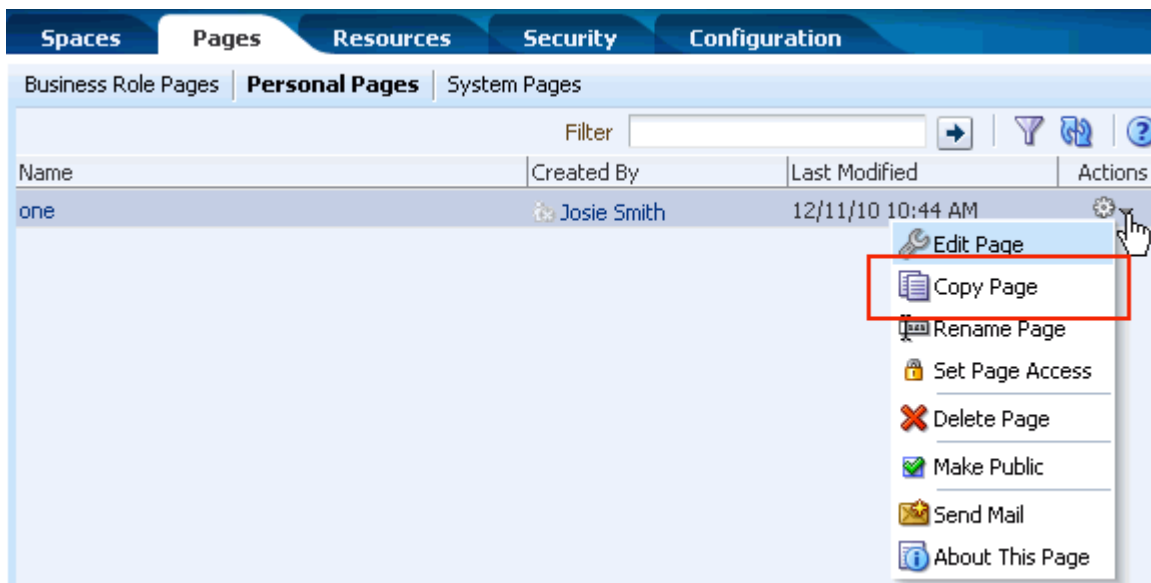 Spaces Pages Resources Security Configuration
Business Role Pages Personal Pages System Pages
Filter
Name Created By Last Modified Actions
one Josie Smith 12/11/10 10:44 AM
Edit Page
Copy Page
Rename Page
Set Page Access
Delete Page
Make Public
Send Mail
About This Page